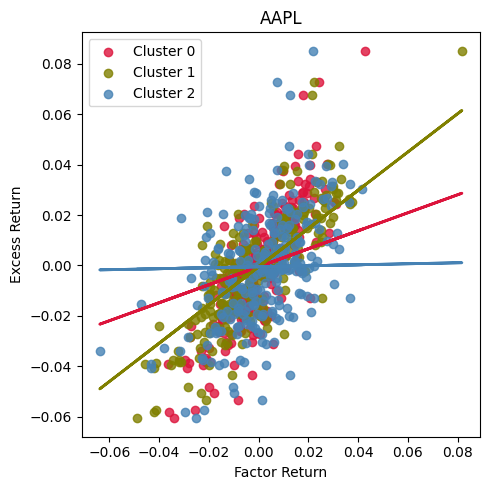 AAPL
Cluster 0
Cluster 1
Cluster 2
Excess Return
0.08
0.06
0.04
0.02
0.00
−0.02
−0.04
−0.06
−0.06 −0.04 −0.02 0.00 0.02 0.04 0.06 0.08
Factor Return